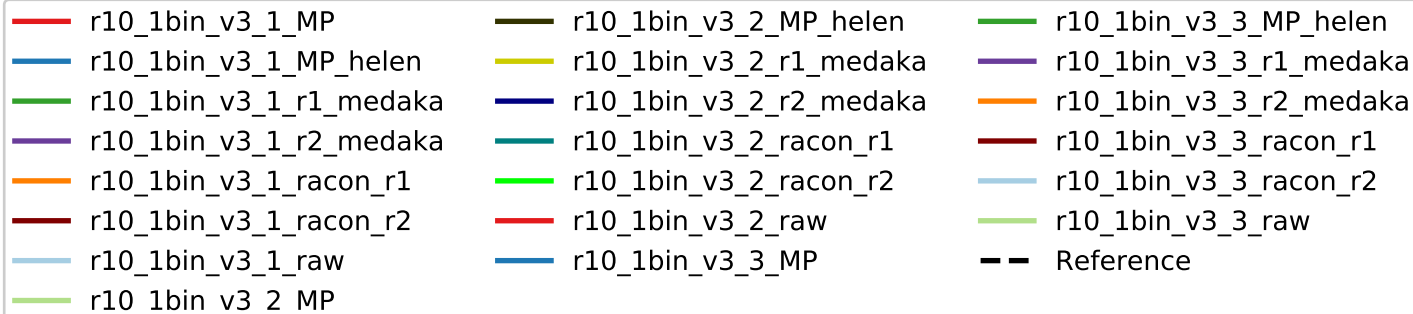 r10_1bin_v3_1_MP
r10_1bin_v3_1_MP_helen
r10_1bin_v3_1_r1_medaka
r10_1bin_v3_1_r2_medaka
r10_1bin_v3_1_racon_r1
r10_1bin_v3_1_racon_r2
r10_1bin_v3_1_raw
r10_1bin_v3_2_MP
r10_1bin_v3_2_MP_helen
r10_1bin_v3_2_r1_medaka
r10_1bin_v3_2_r2_medaka
r10_1bin_v3_2_racon_r1
r10_1bin_v3_2_racon_r2
r10_1bin_v3_2_raw
r10_1bin_v3_3_MP
r10_1bin_v3_3_MP_helen
r10_1bin_v3_3_r1_medaka
r10_1bin_v3_3_r2_medaka
r10_1bin_v3_3_racon_r1
r10_1bin_v3_3_racon_r2
r10_1bin_v3_3_raw
Reference